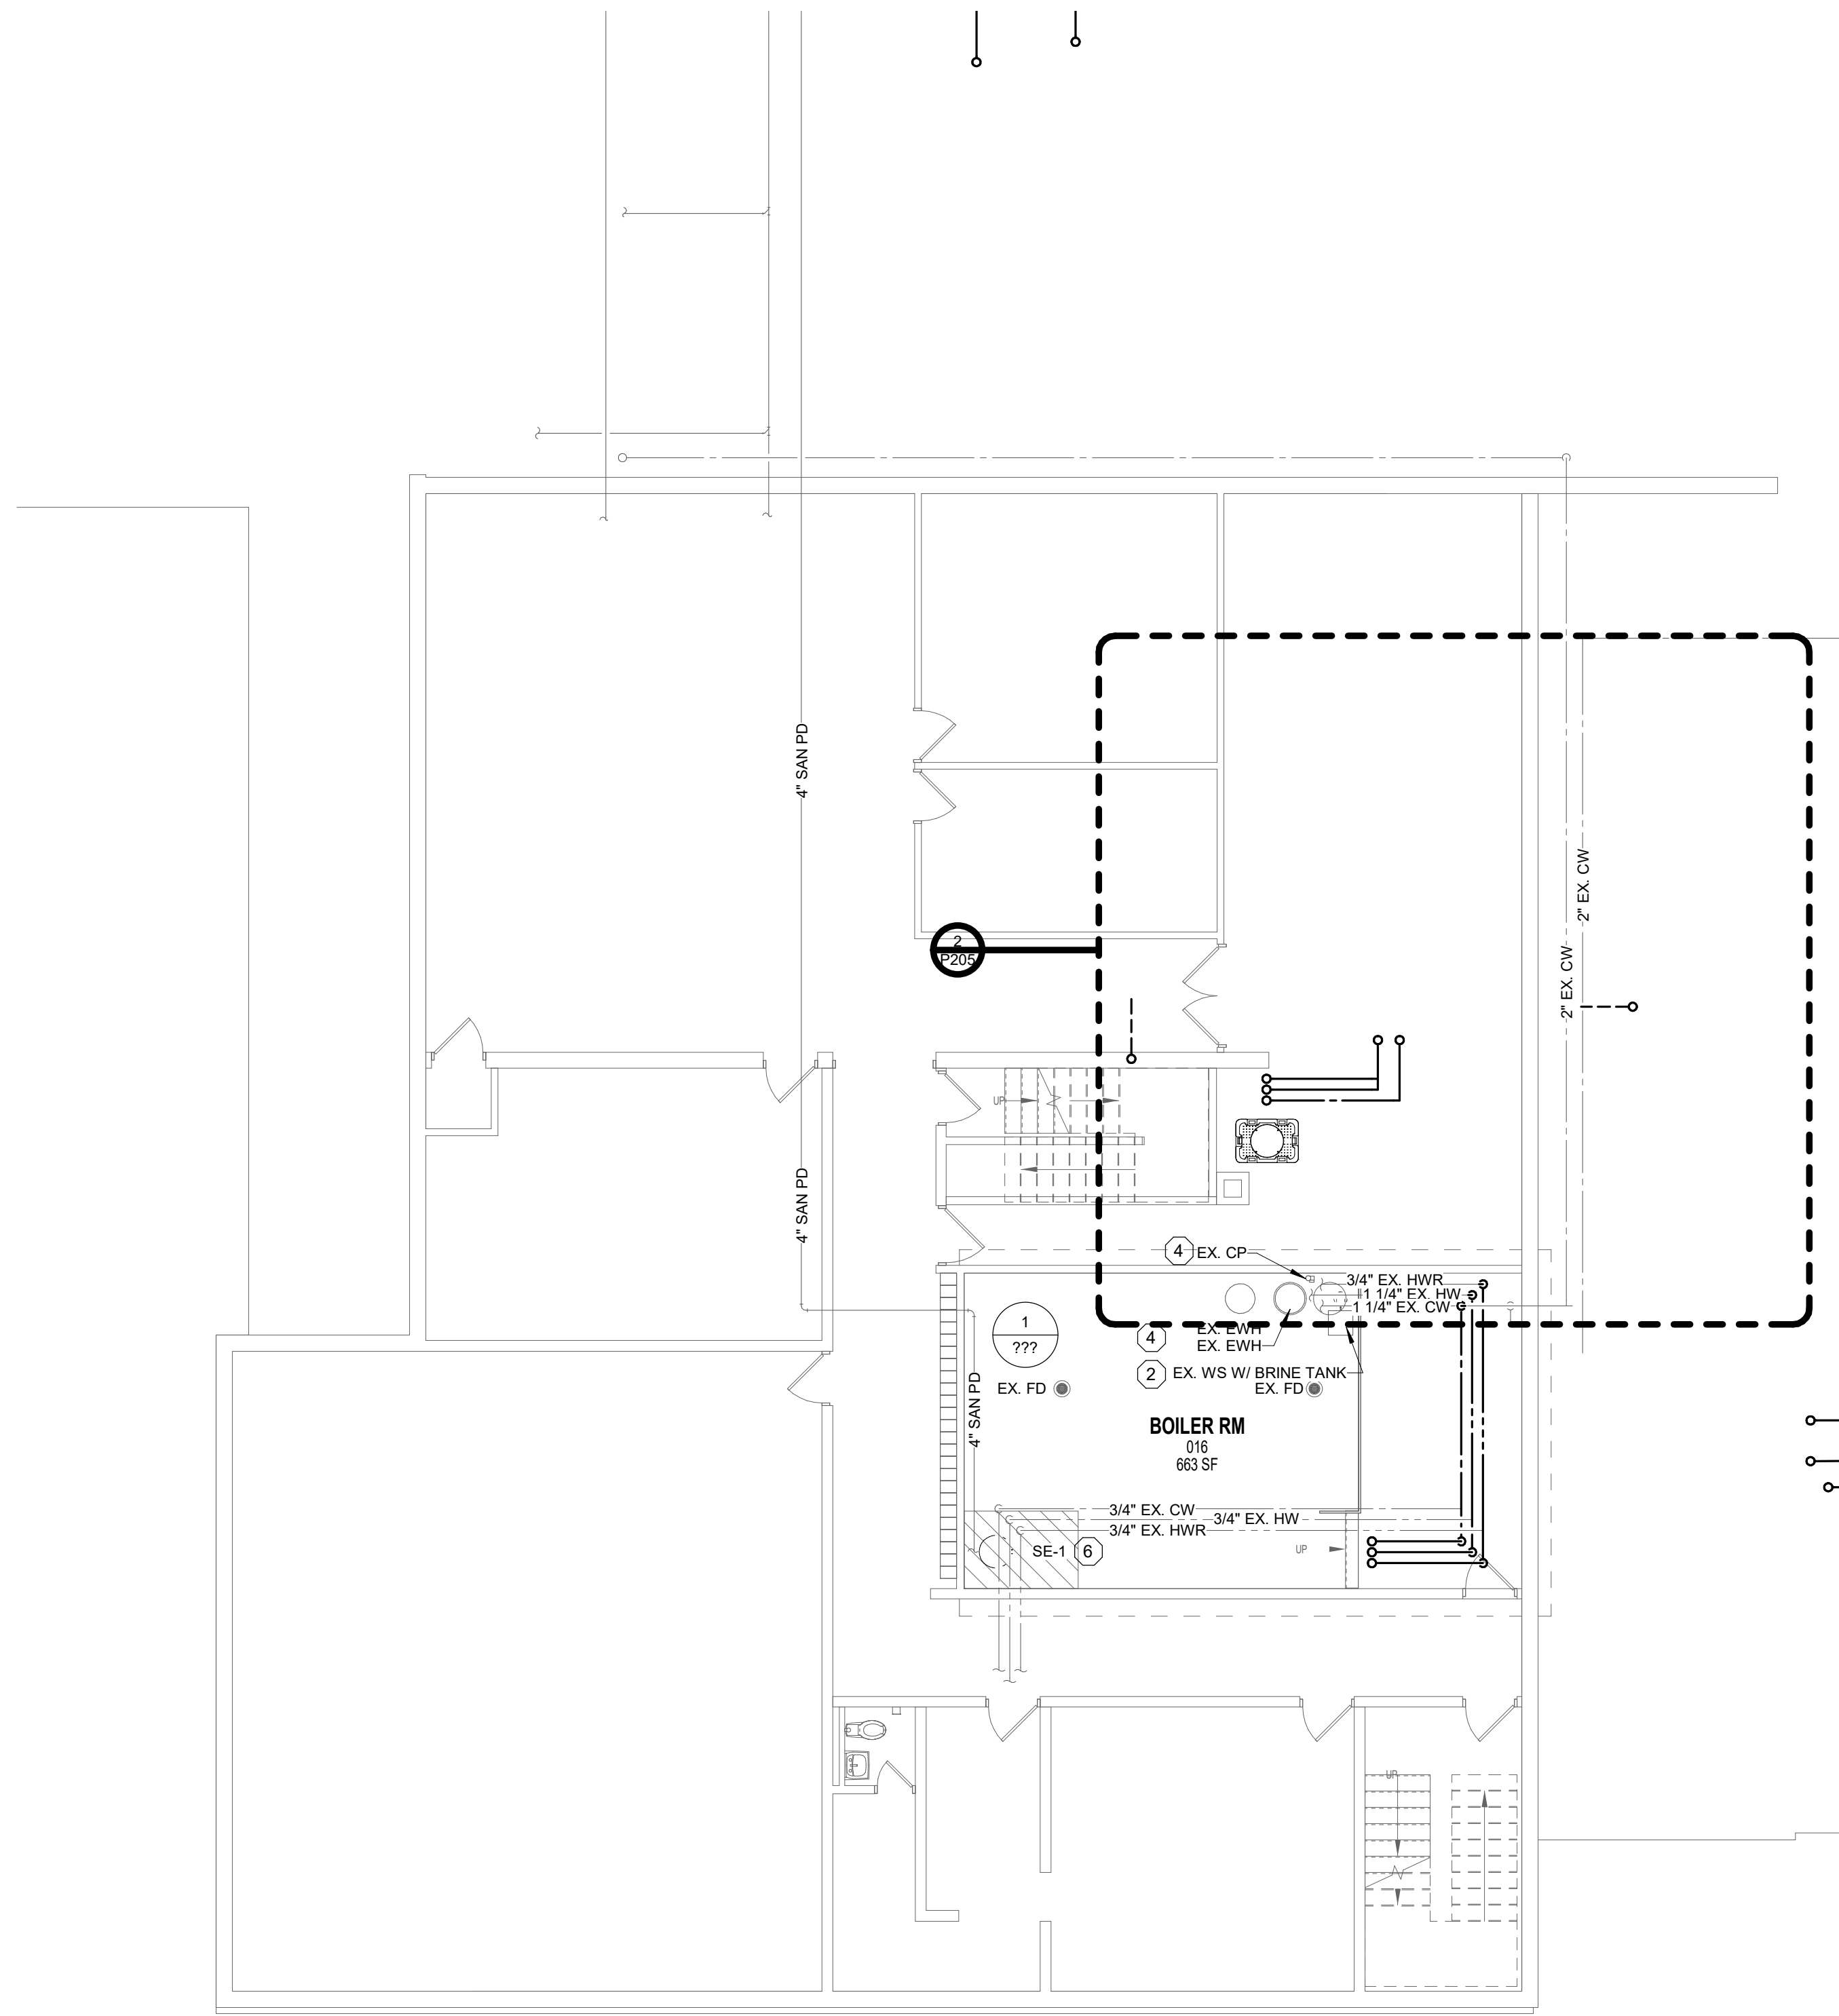 4" SAN PD
2" EX. CW
2" EX. CW
2
P205
UP
4" SAN PD
4 EX. CP
3/4" EX. HWR
1 1/4" EX. HW
1 1/4" EX. CW
1
???
4 EX. EWH
EX. EWH
2 EX. WS W/ BRINE TANK
EX. FD
EX. FD
4" SAN PD
BOILER RM
016
663 SF
3/4" EX. CW
3/4" EX. HW
3/4" EX. HWR
SE-1 6
UP
UP